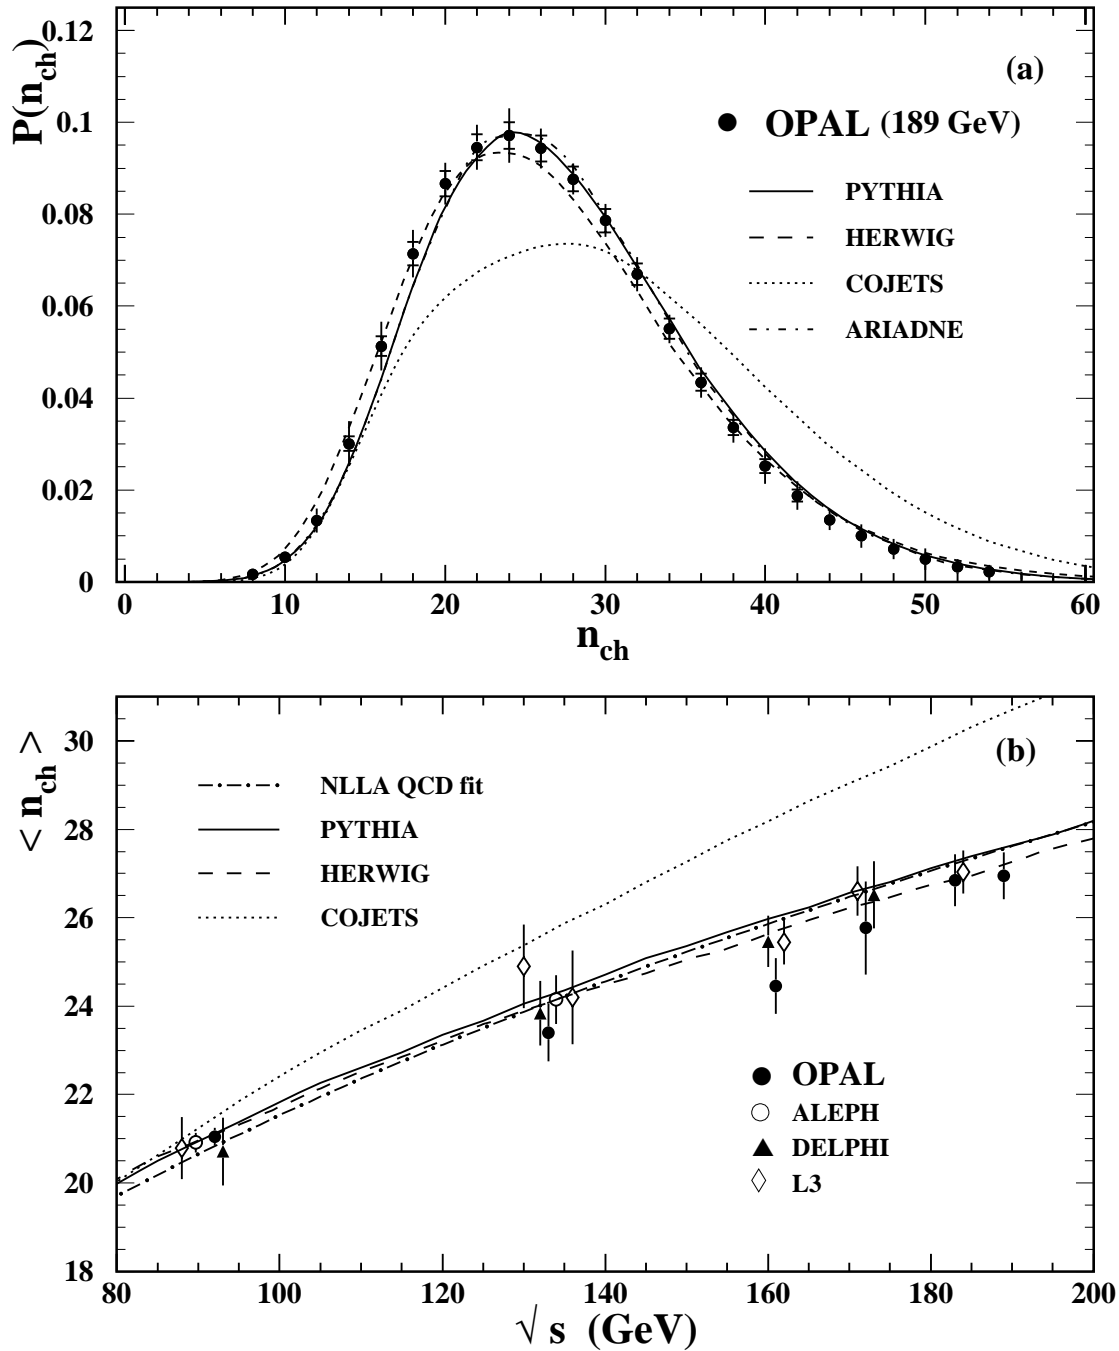 0.12
0.1
0.08
0.06
0.04
0.02
0
P(n_ch)
(a)
OPAL (189 GeV)
PYTHIA
HERWIG
COJETS
ARIADNE
0 10 20 30 40 50 60
n_ch
30
28
26
24
22
20
18
< n_ch >
(b)
NLLA QCD fit
PYTHIA
HERWIG
COJETS
OPAL
ALEPH
DELPHI
L3
80 100 120 140 160 180 200
√ s (GeV)